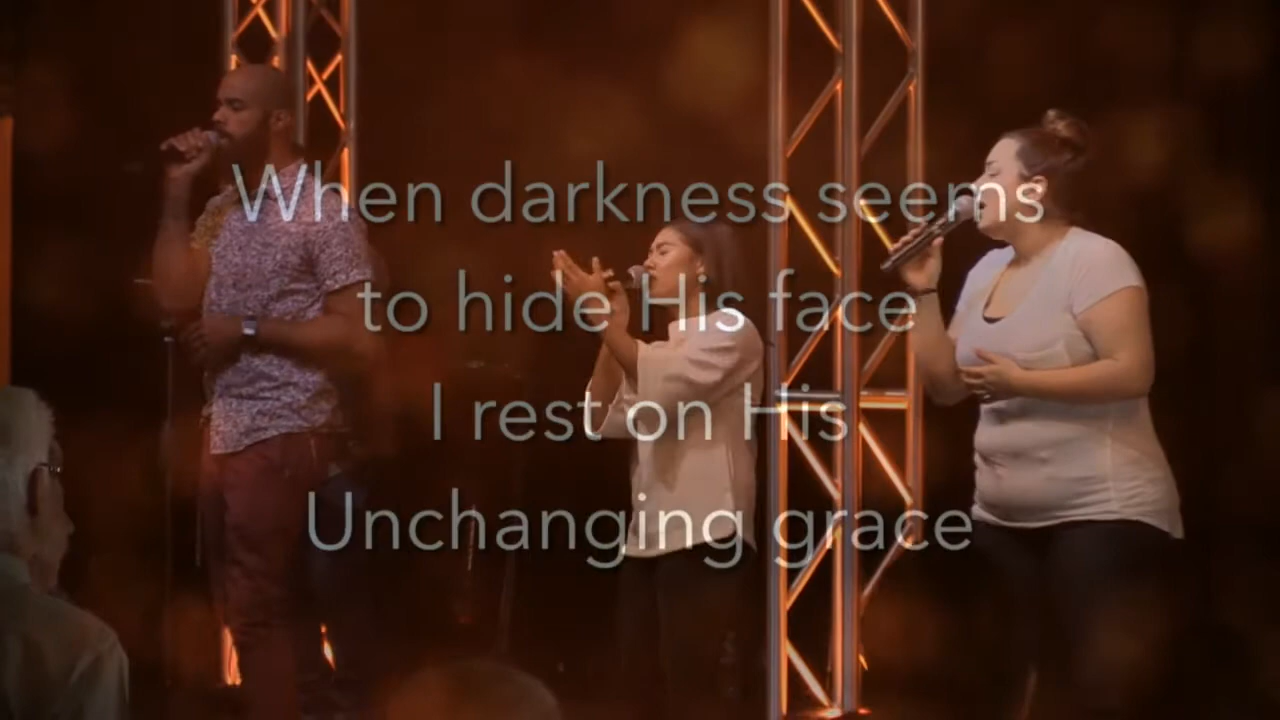 When darkness seems
to hide His face
I rest on His
Unchanging grace